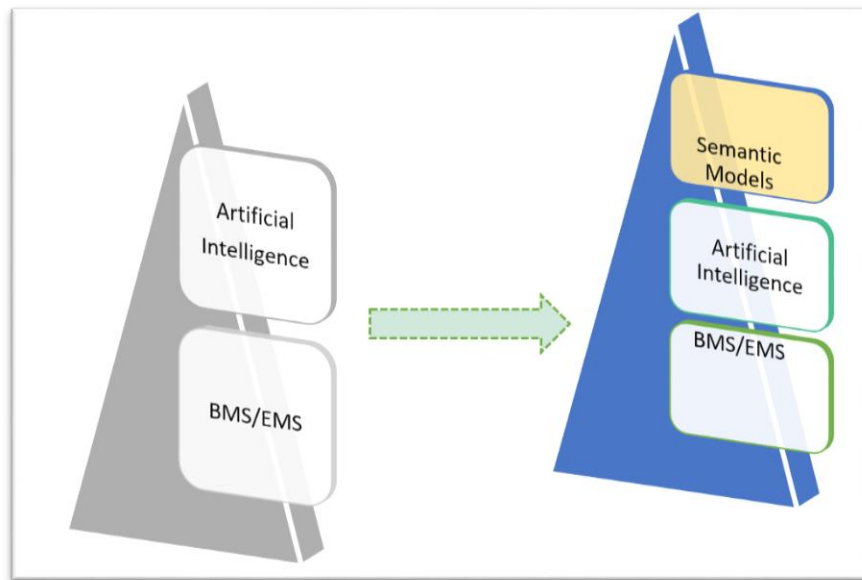 Artificial
Intelligence
BMS/EMS
Semantic
Models
Artificial
Intelligence
BMS/EMS